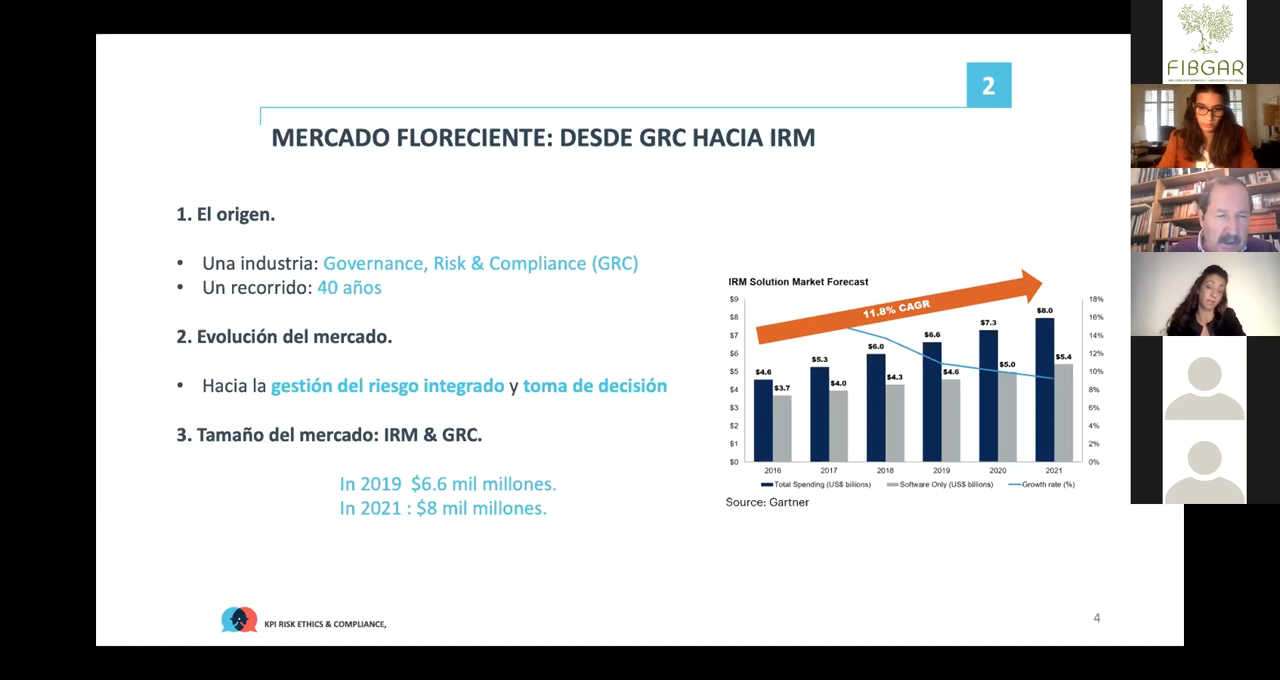 2
MERCADO FLORECIENTE: DESDE GRC HACIA IRM
1. El origen.
• Una industria: Governance, Risk & Compliance (GRC)
• Un recorrido: 40 años
2. Evolución del mercado.
• Hacia la gestión del riesgo integrado y toma de decisión
3. Tamaño del mercado: IRM & GRC.
In 2019 $6.6 mil millones.
In 2021 : $8 mil millones.
IRM Solution Market Forecast
11.8% CAGR
$9
$8
$7
$6
$5
$4
$3
$2
$1
$0
$4.6
$3.7
$5.3
$4.0
$6.0
$4.3
$6.6
$4.6
$7.3
$5.0
$8.0
$5.4
18%
16%
14%
12%
10%
8%
6%
4%
2%
0%
2016 2017 2018 2019 2020 2021
Total Spending (US$ billions) Software Only (US$ billions) Growth rate (%)
Source: Gartner
KPI RISK ETHICS & COMPLIANCE,
4
FIBGAR